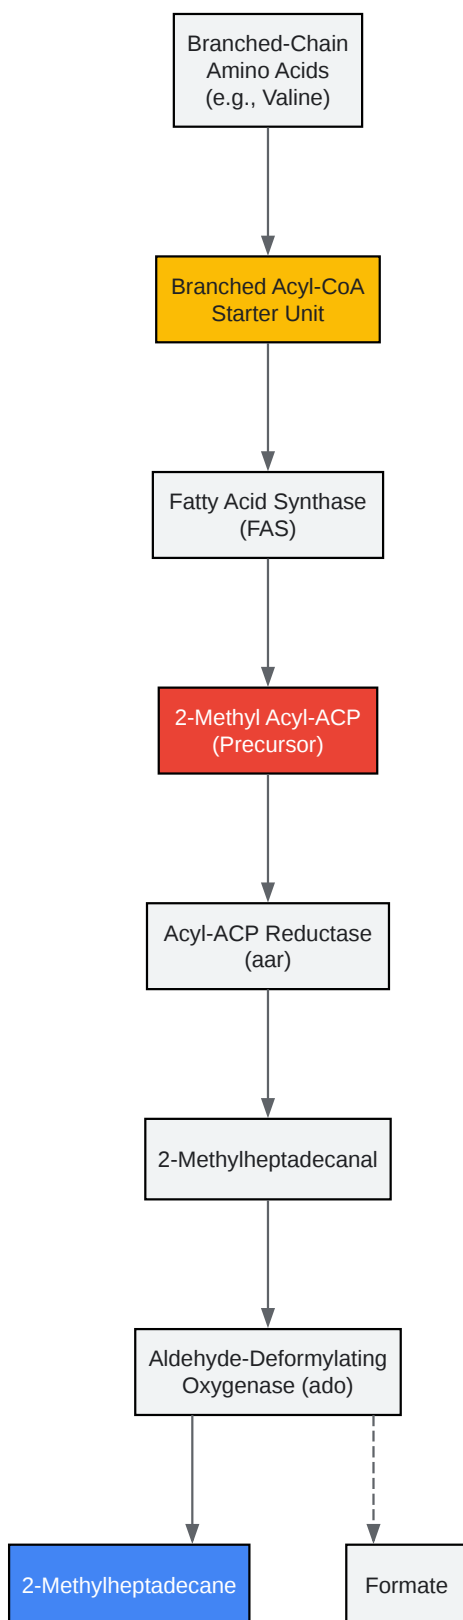 Branched-Chain
Amino Acids
(e.g., Valine)
Branched Acyl-CoA
Starter Unit
Fatty Acid Synthase
(FAS)
2-Methyl Acyl-ACP
(Precursor)
Acyl-ACP Reductase
(aar)
2-Methylheptadecanal
Aldehyde-Deformylating
Oxygenase (ado)
2-Methylheptadecane
Formate